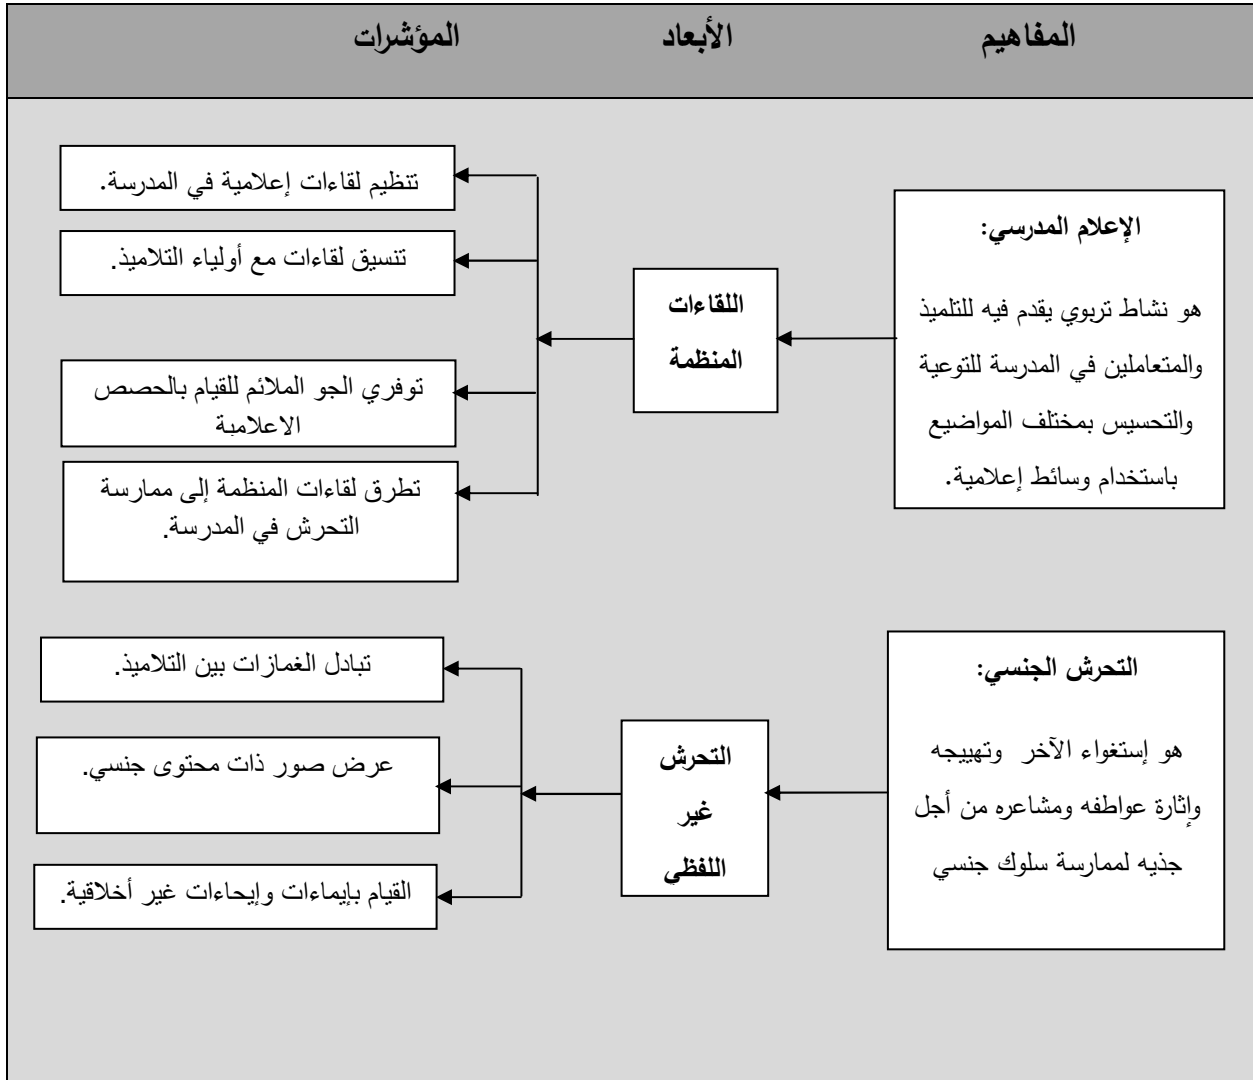 المفاهيم الأبعاد المؤشرات
الإعلام المدرسي:
هو نشاط تربوي يقدم فيه للتلميذ
والمتعاملين في المدرسة للتوعية
والتحسيس بمختلف المواضيع
باستخدام وسائط إعلامية.
اللقاءات
المنظمة
تنظيم لقاءات إعلامية في المدرسة.
تنسيق لقاءات مع أولياء التلاميذ.
توفري الجو الملائم للقيام بالحصص
الاعلامية
تطرق لقاءات المنظمة إلى ممارسة
التحرش في المدرسة.
التحرش الجنسي:
هو إستغواء الآخر وتهييجه
وإثارة عواطفه ومشاعره من أجل
جذيه لممارسة سلوك جنسي
التحرش
غير
اللفظي
تبادل الغمازات بين التلاميذ.
عرض صور ذات محتوى جنسي.
القيام بإيماءات وإيحاءات غير أخلاقية.